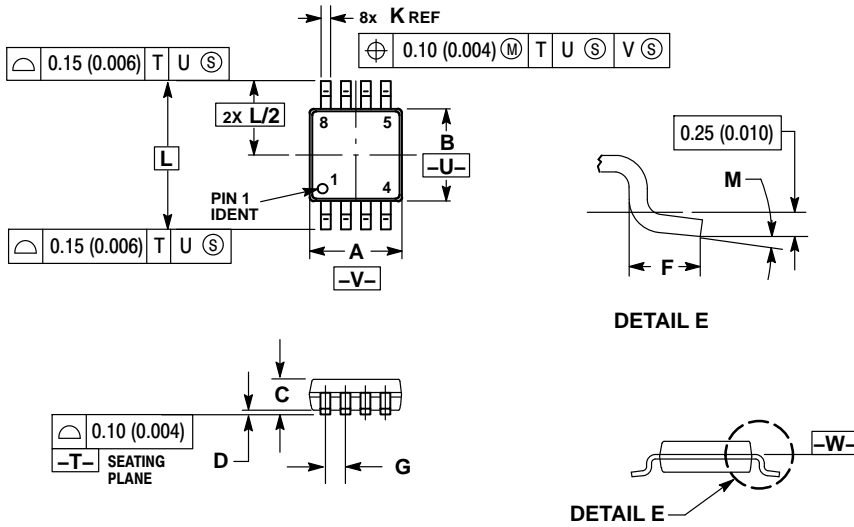 8x K REF
⌖ 0.10 (0.004) Ⓜ T U Ⓢ V Ⓢ
⌓ 0.15 (0.006) T U Ⓢ
2X L/2
L
8 5
1
4
PIN 1
IDENT
B
–U–
⌓ 0.15 (0.006) T U Ⓢ
A
–V–
0.25 (0.010)
M
F
DETAIL E
C
⌓ 0.10 (0.004)
–T– SEATING
PLANE
D
G
–W–
DETAIL E